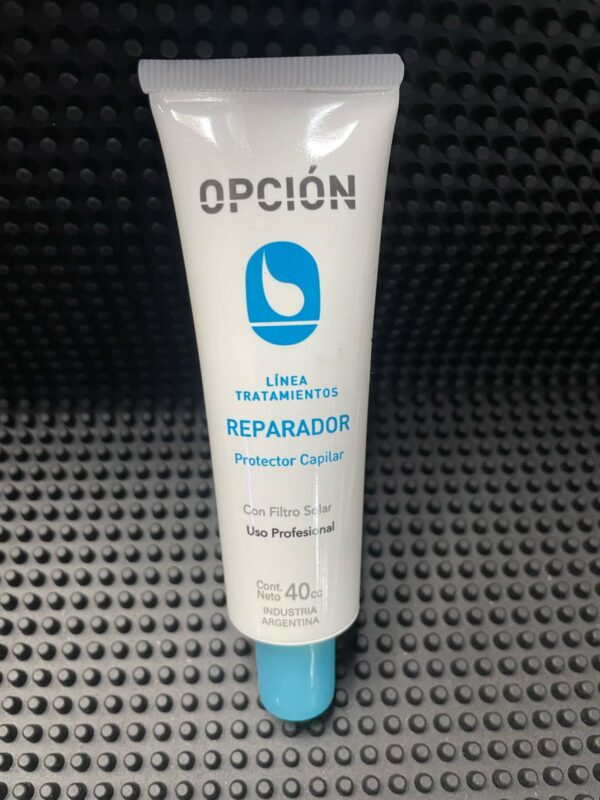 OPCIÓN
LÍNEA
TRATAMIENTOS
REPARADOR
Protector Capilar
Con Filtro Solar
Uso Profesional
Cont.
Neto 40cc
INDUSTRIA
ARGENTINA